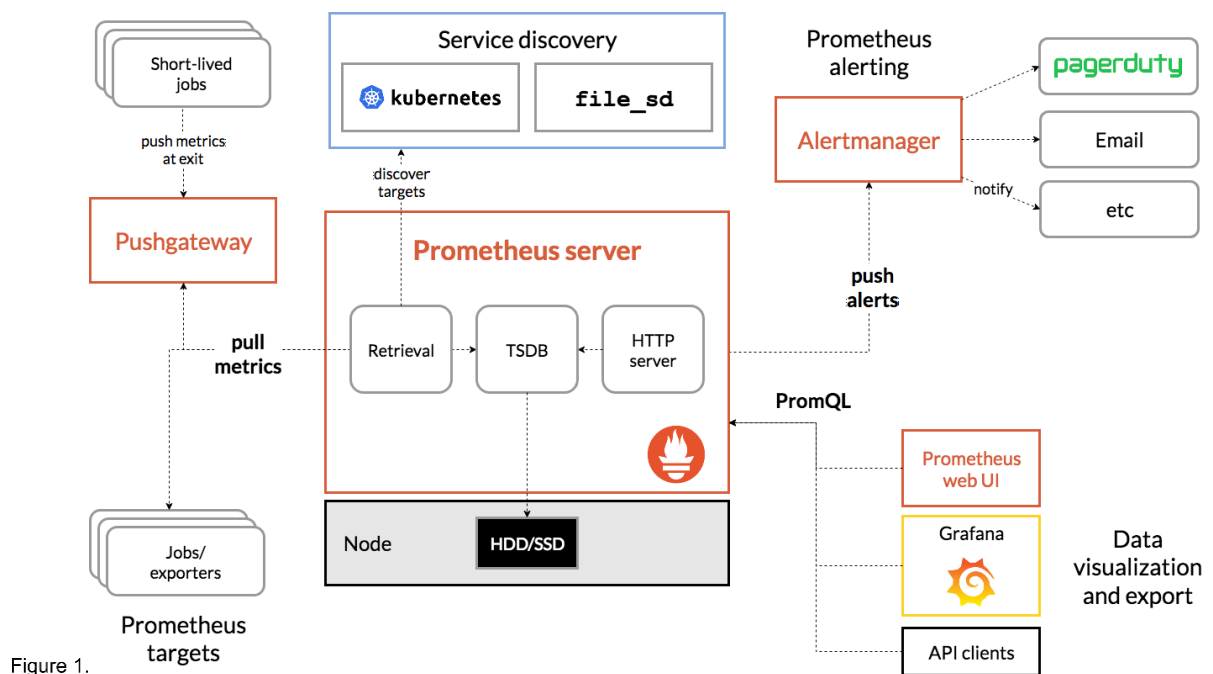 Short-lived
jobs
push metrics
at exit
Pushgateway
Service discovery
kubernetes
file_sd
discover
targets
Prometheus
alerting
Alertmanager
pagerduty
Email
notify
etc
Prometheus server
Retrieval
TSDB
HTTP
server
pull
metrics
push
alerts
PromQL
Node
HDD/SSD
Jobs/
exporters
Prometheus
targets
Prometheus
web UI
Grafana
API clients
Data
visualization
and export
Figure 1.